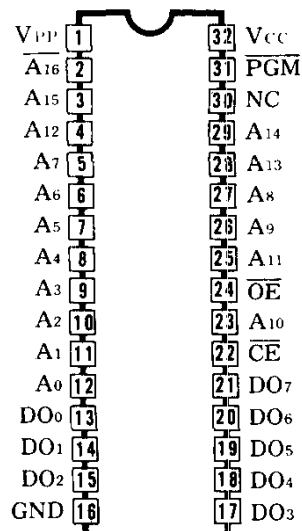 VPP 1 32 VCC
A16 2 31 PGM
A15 3 30 NC
A12 4 29 A14
A7 5 28 A13
A6 6 27 A8
A5 7 26 A9
A4 8 25 A11
A3 9 24 OE
A2 10 23 A10
A1 11 22 CE
A0 12 21 DO7
DO0 13 20 DO6
DO1 14 19 DO5
DO2 15 18 DO4
GND 16 17 DO3